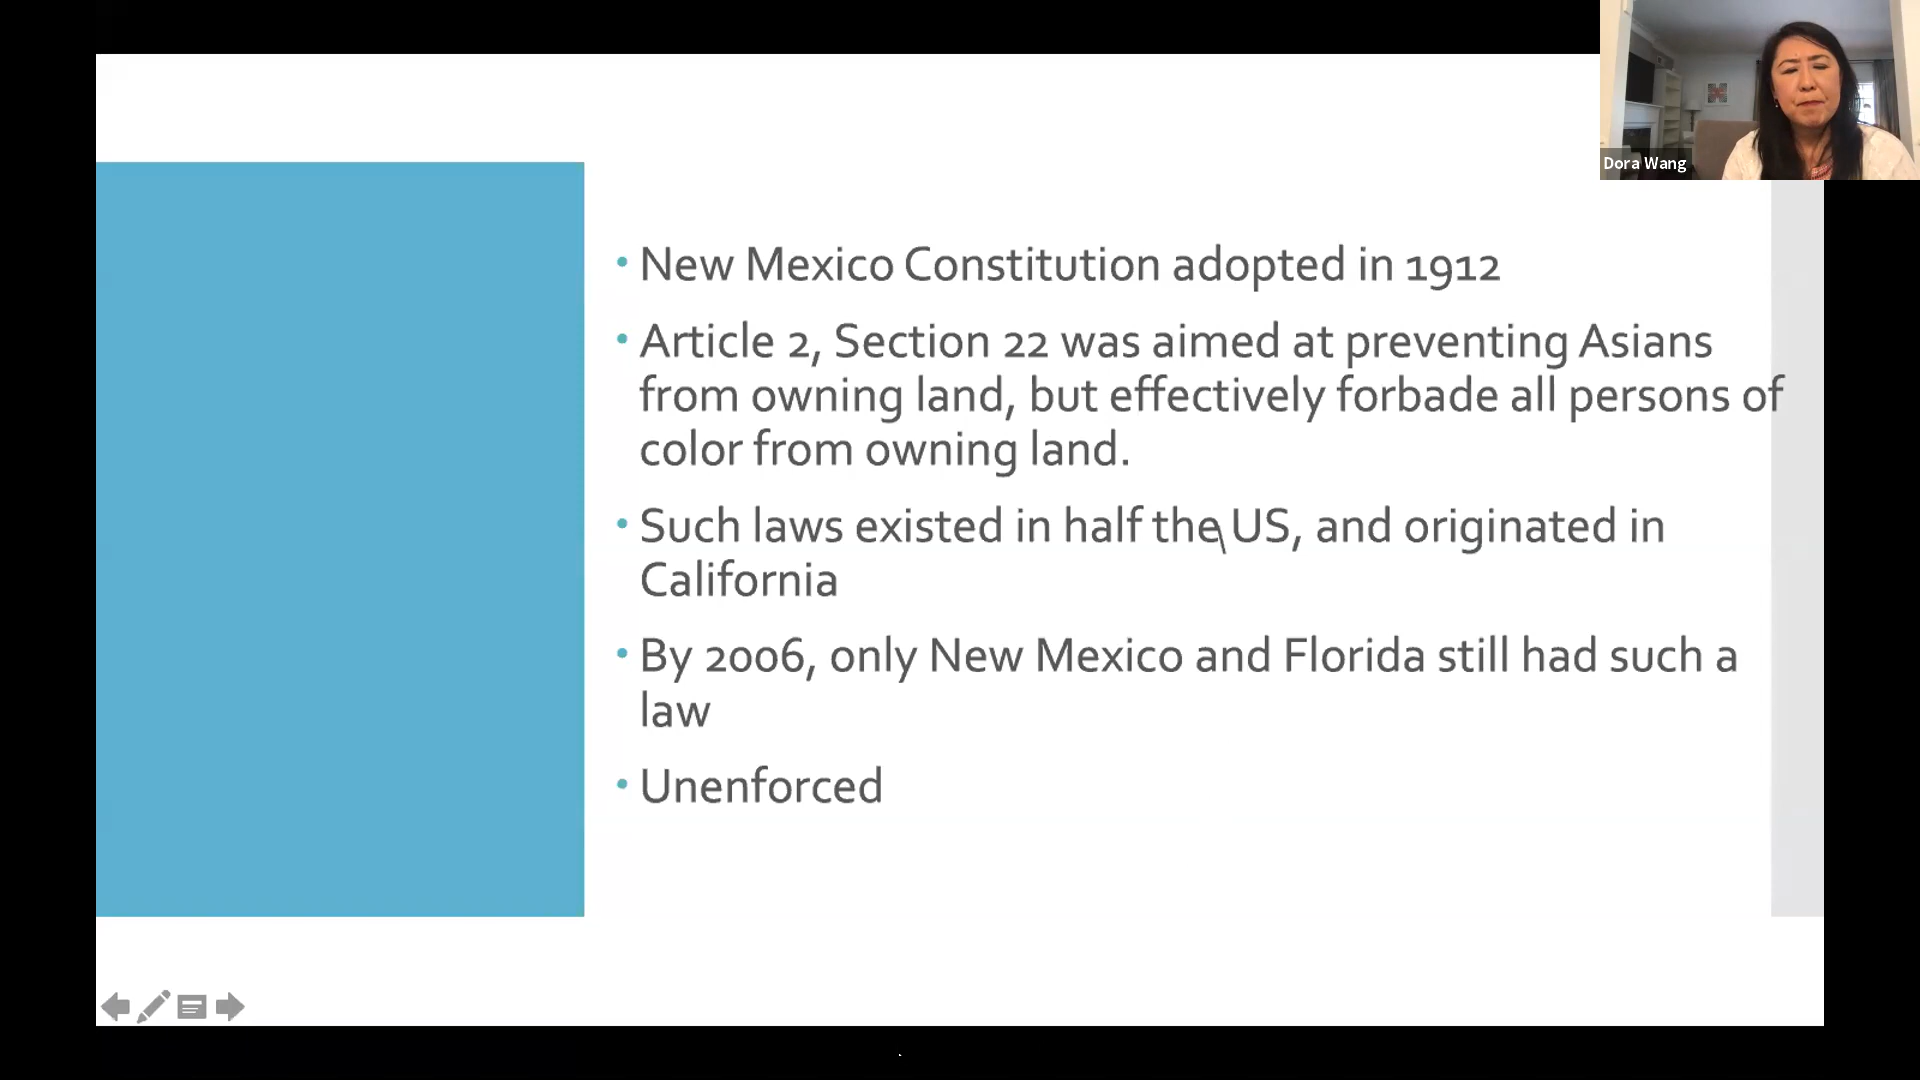 Dora Wang
• New Mexico Constitution adopted in 1912
• Article 2, Section 22 was aimed at preventing Asians
from owning land, but effectively forbade all persons of
color from owning land.
• Such laws existed in half the US, and originated in
California
• By 2006, only New Mexico and Florida still had such a
law
• Unenforced